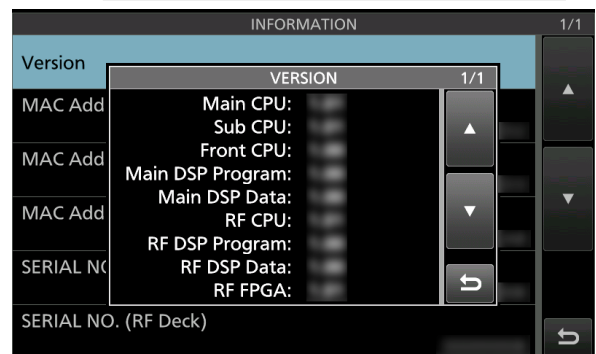 INFORMATION 1/1
Version
VERSION 1/1
MAC Add
Main CPU:
Sub CPU:
Front CPU:
MAC Add
Main DSP Program:
Main DSP Data:
MAC Add
RF CPU:
RF DSP Program:
SERIAL NO
RF DSP Data:
RF FPGA:
SERIAL NO. (RF Deck)